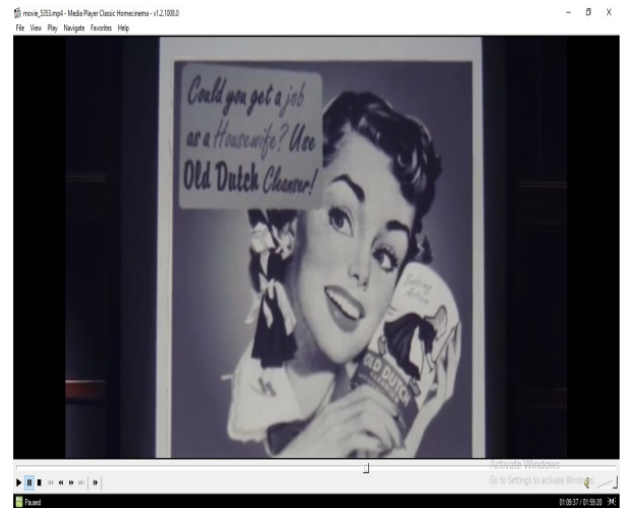 movie_5353.mp4 - Media Player Classic Homecinema - v1.2.1008.0
File View Play Navigate Favorites Help
Could you get a job
as a Housewife? Use
Old Dutch Cleanser!
OLD DUTCH
CLEANSER
Activate Windows
Go to Settings to activate Windows.
Paused
01:09:37 / 01:59:20